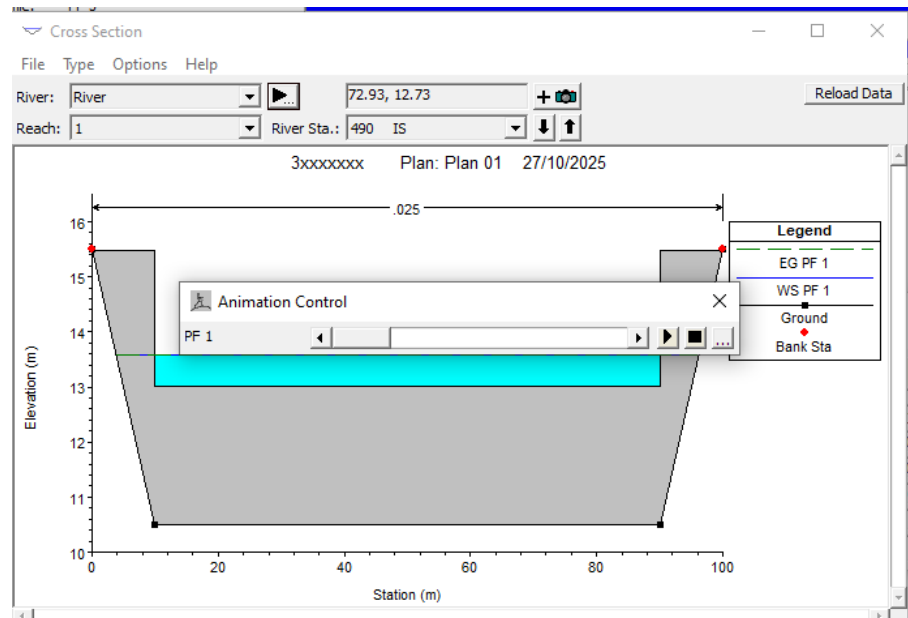 Cross Section
File Type Options Help
River: River 72.93, 12.73 Reload Data
Reach: 1 River Sta.: 490 IS
3xxxxxxx Plan: Plan 01 27/10/2025
.025
Legend
EG PF 1
WS PF 1
Ground
Bank Sta
Animation Control
PF 1
Elevation (m)
16
15
14
13
12
11
10
0 20 40 60 80 100
Station (m)